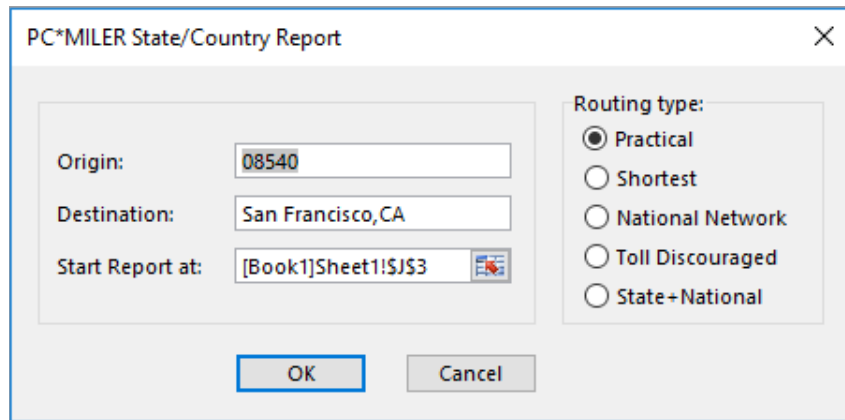 PC*MILER State/Country Report
Origin:
08540
Destination:
San Francisco,CA
Start Report at:
[Book1]Sheet1!$J$3
Routing type:
Practical
Shortest
National Network
Toll Discouraged
State+National
OK
Cancel